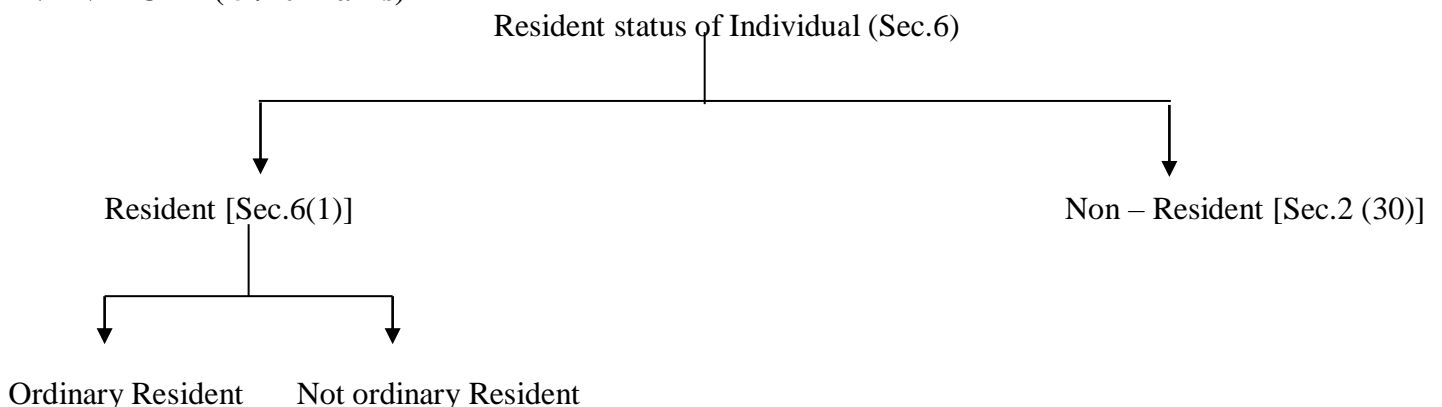 Resident status of Individual (Sec.6)
Resident [Sec.6(1)]
Non – Resident [Sec.2 (30)]
Ordinary Resident
Not ordinary Resident